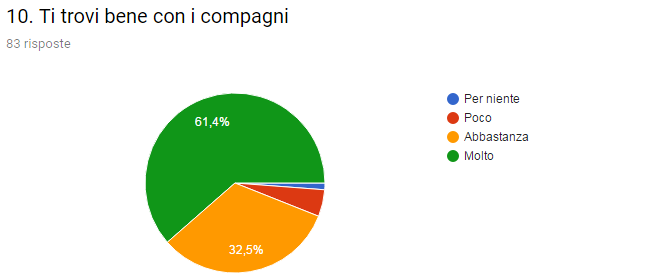 10. Ti trovi bene con i compagni
83 risposte
61,4%
32,5%
Per niente
Poco
Abbastanza
Molto